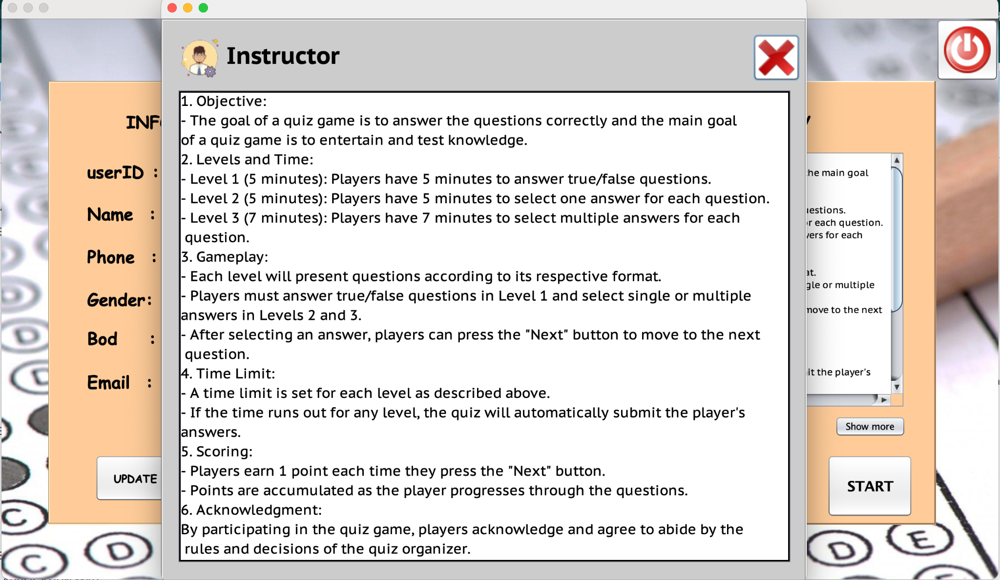 Instructor
1. Objective:
- The goal of a quiz game is to answer the questions correctly and the main goal
of a quiz game is to entertain and test knowledge.
2. Levels and Time:
- Level 1 (5 minutes): Players have 5 minutes to answer true/false questions.
- Level 2 (5 minutes): Players have 5 minutes to select one answer for each question.
- Level 3 (7 minutes): Players have 7 minutes to select multiple answers for each
question.
3. Gameplay:
- Each level will present questions according to its respective format.
- Players must answer true/false questions in Level 1 and select single or multiple
answers in Levels 2 and 3.
- After selecting an answer, players can press the "Next" button to move to the next
question.
4. Time Limit:
- A time limit is set for each level as described above.
- If the time runs out for any level, the quiz will automatically submit the player's
answers.
5. Scoring:
- Players earn 1 point each time they press the "Next" button.
- Points are accumulated as the player progresses through the questions.
6. Acknowledgment:
By participating in the quiz game, players acknowledge and agree to abide by the
rules and decisions of the quiz organizer.
INF
userID :
Name :
Phone :
Gender:
Bod :
Email :
UPDATE
the main goal
uestions.
or each question.
vers for each
at.
gle or multiple
move to the next
it the player's
Show more
START
C
D
C
D
D
D
E